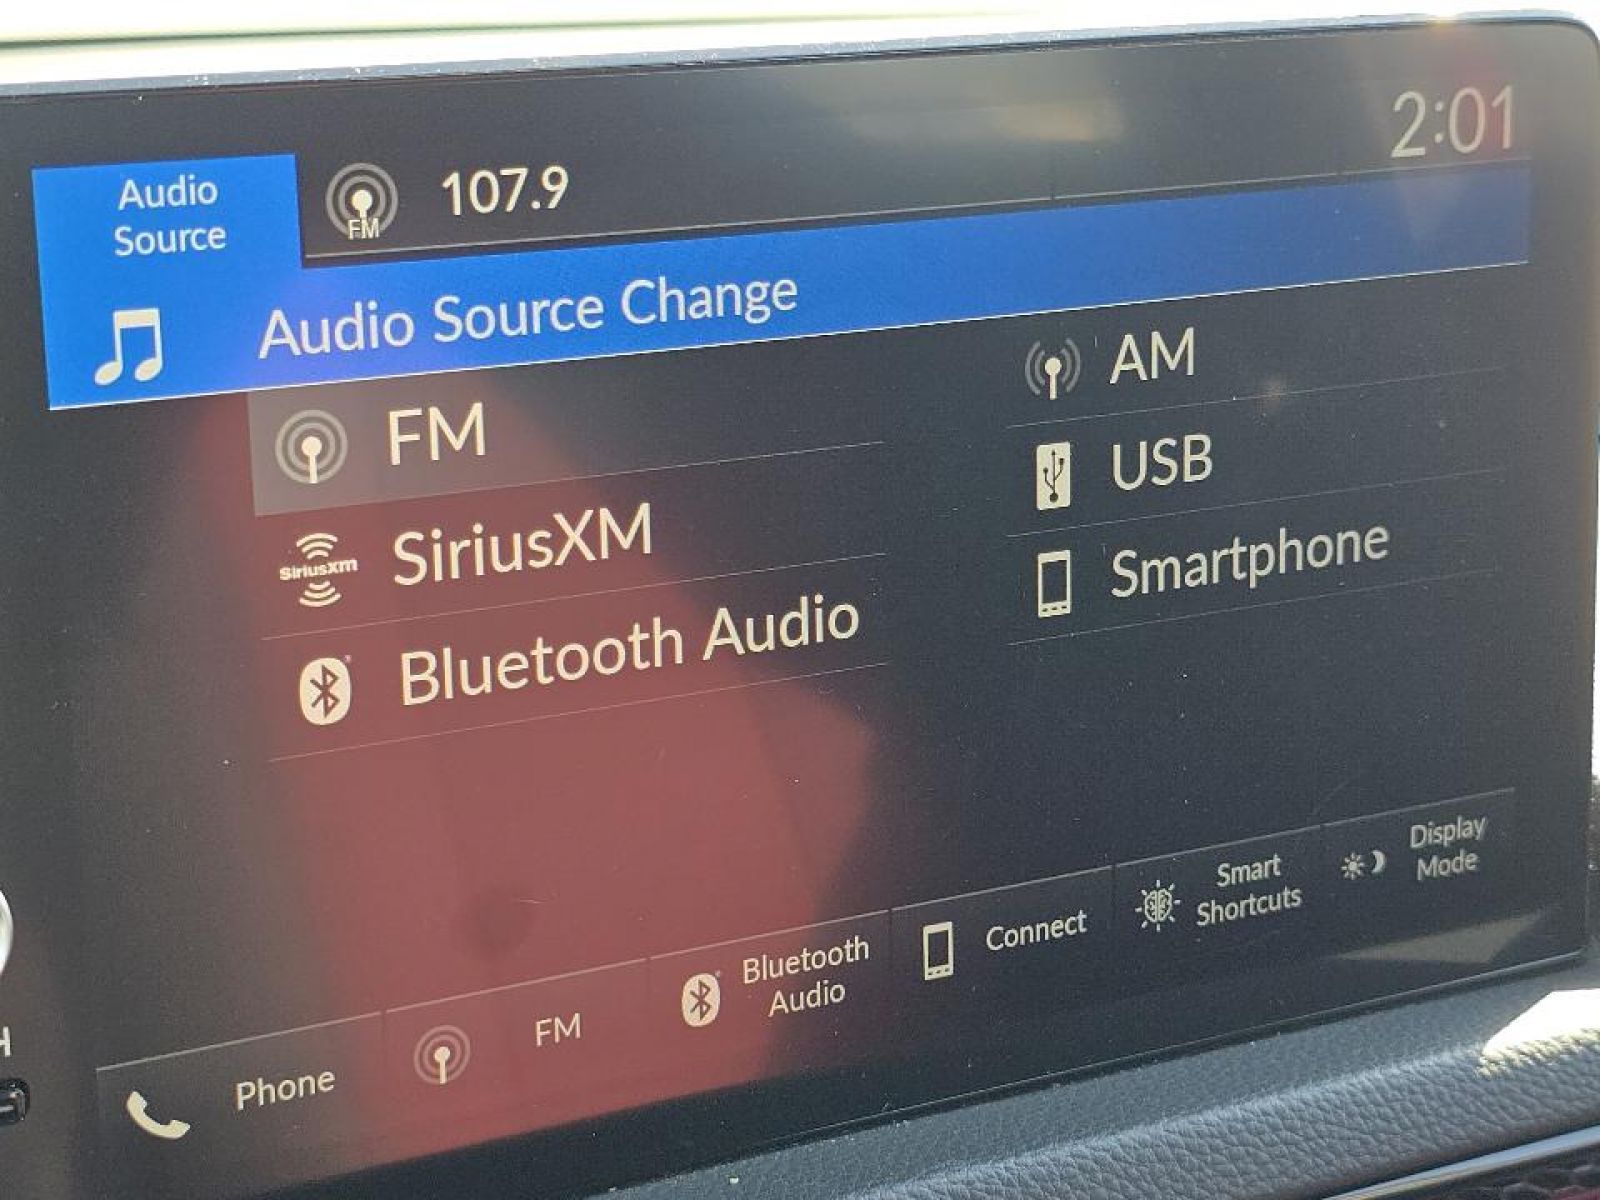 2:01
Audio
Source
FM
107.9
Audio Source Change
FM
AM
SiriusXm
SiriusXM
USB
Bluetooth Audio
Smartphone
Phone
FM
Bluetooth
Audio
Connect
Smart
Shortcuts
Display
Mode